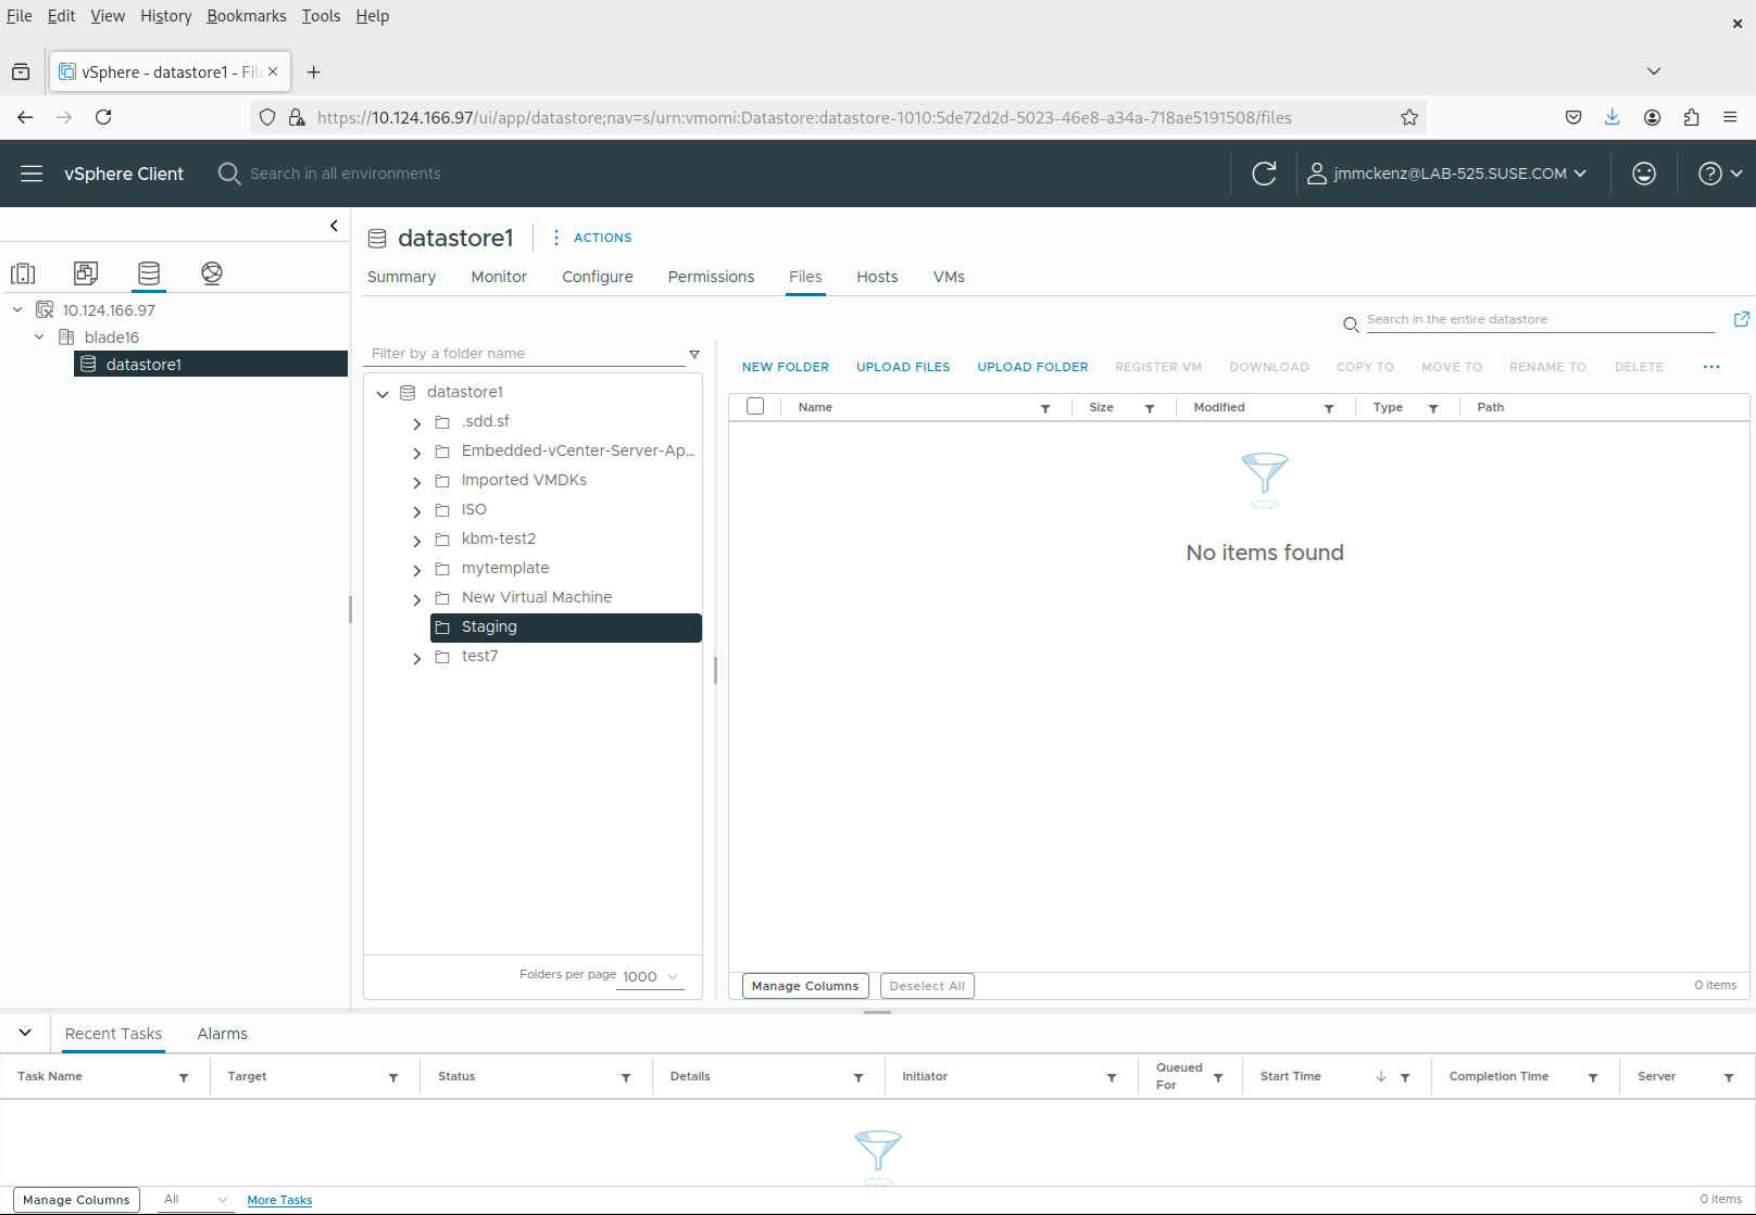 File Edit View History Bookmarks Tools Help
vSphere - datastore1 - Fil
https://10.124.166.97/ui/app/datastore;nav=s/urn:vmomi:Datastore:datastore-1010:5de72d2d-5023-46e8-a34a-718ae5191508/files
vSphere Client Search in all environments jmmckenz@LAB-525.SUSE.COM
datastore1 ACTIONS
Summary Monitor Configure Permissions Files Hosts VMs
10.124.166.97
blade16
datastore1
Search in the entire datastore
Filter by a folder name
NEW FOLDER UPLOAD FILES UPLOAD FOLDER REGISTER VM DOWNLOAD COPY TO MOVE TO RENAME TO DELETE ...
datastore1
.sdd.sf
Embedded-vCenter-Server-Ap...
Imported VMDKs
ISO
kbm-test2
mytemplate
New Virtual Machine
Staging
test7
Folders per page 1000
Name Size Modified Type Path
No items found
Manage Columns Deselect All 0 items
Recent Tasks Alarms
Task Name Target Status Details Initiator Queued For Start Time Completion Time Server
Manage Columns All More Tasks 0 items